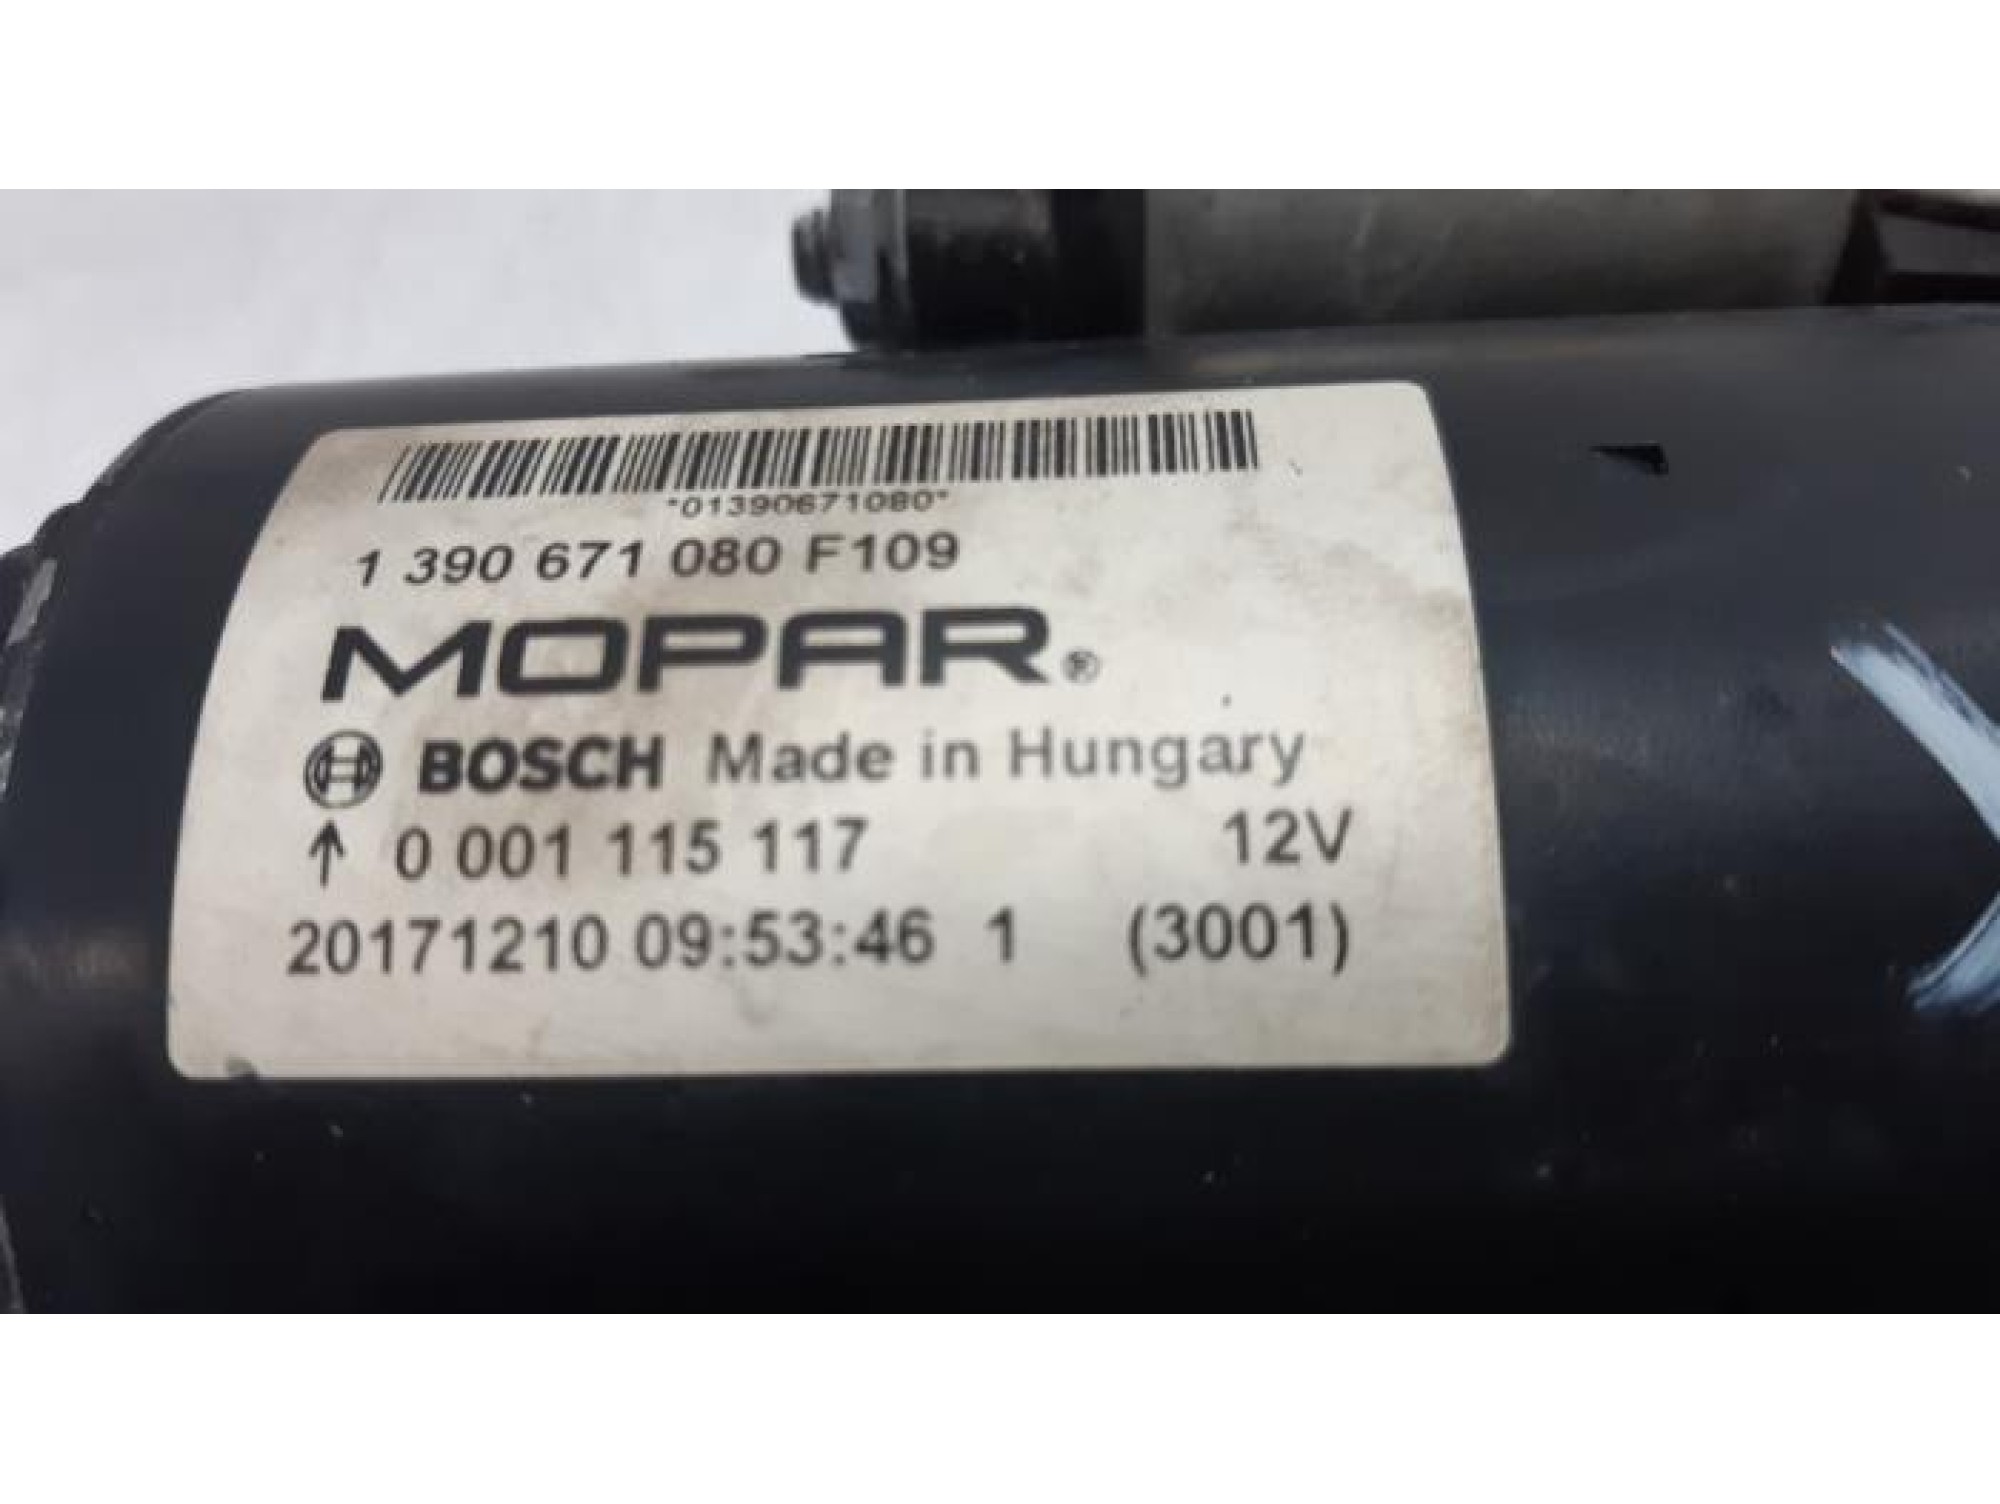 *01390671080*
1 390 671 080 F109
MOPAR®
BOSCH Made in Hungary
↑ 0 001 115 117 12V
20171210 09:53:46 1 (3001)